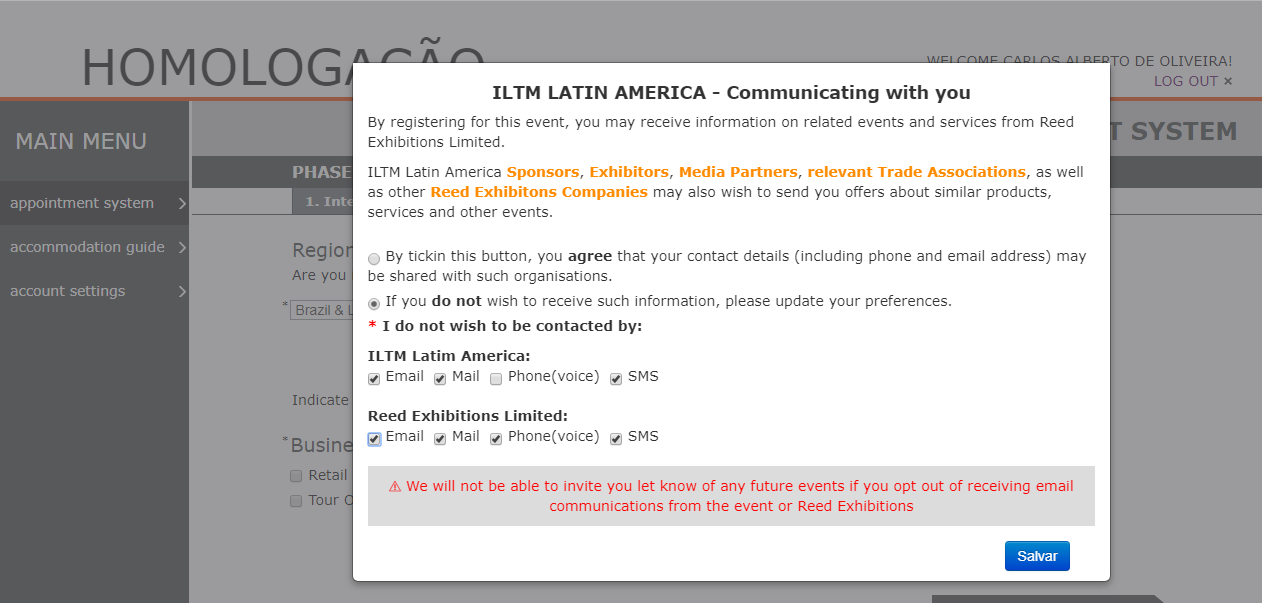 HOMOLOGAÇÃO
WELCOME CARLOS ALBERTO DE OLIVEIRA!
LOG OUT ×
MAIN MENU
T SYSTEM
appointment system
accommodation guide
account settings
PHASE
1. Inte
Region
Are you
* Brazil & L
Indicate
* Busine
Retail
Tour O
ILTM LATIN AMERICA - Communicating with you
By registering for this event, you may receive information on related events and services from Reed
Exhibitions Limited.
ILTM Latin America Sponsors, Exhibitors, Media Partners, relevant Trade Associations, as well
as other Reed Exhibitons Companies may also wish to send you offers about similar products,
services and other events.
By tickin this button, you agree that your contact details (including phone and email address) may
be shared with such organisations.
If you do not wish to receive such information, please update your preferences.
* I do not wish to be contacted by:
ILTM Latim America:
Email Mail Phone(voice) SMS
Reed Exhibitions Limited:
Email Mail Phone(voice) SMS
⚠ We will not be able to invite you let know of any future events if you opt out of receiving email
communications from the event or Reed Exhibitions
Salvar